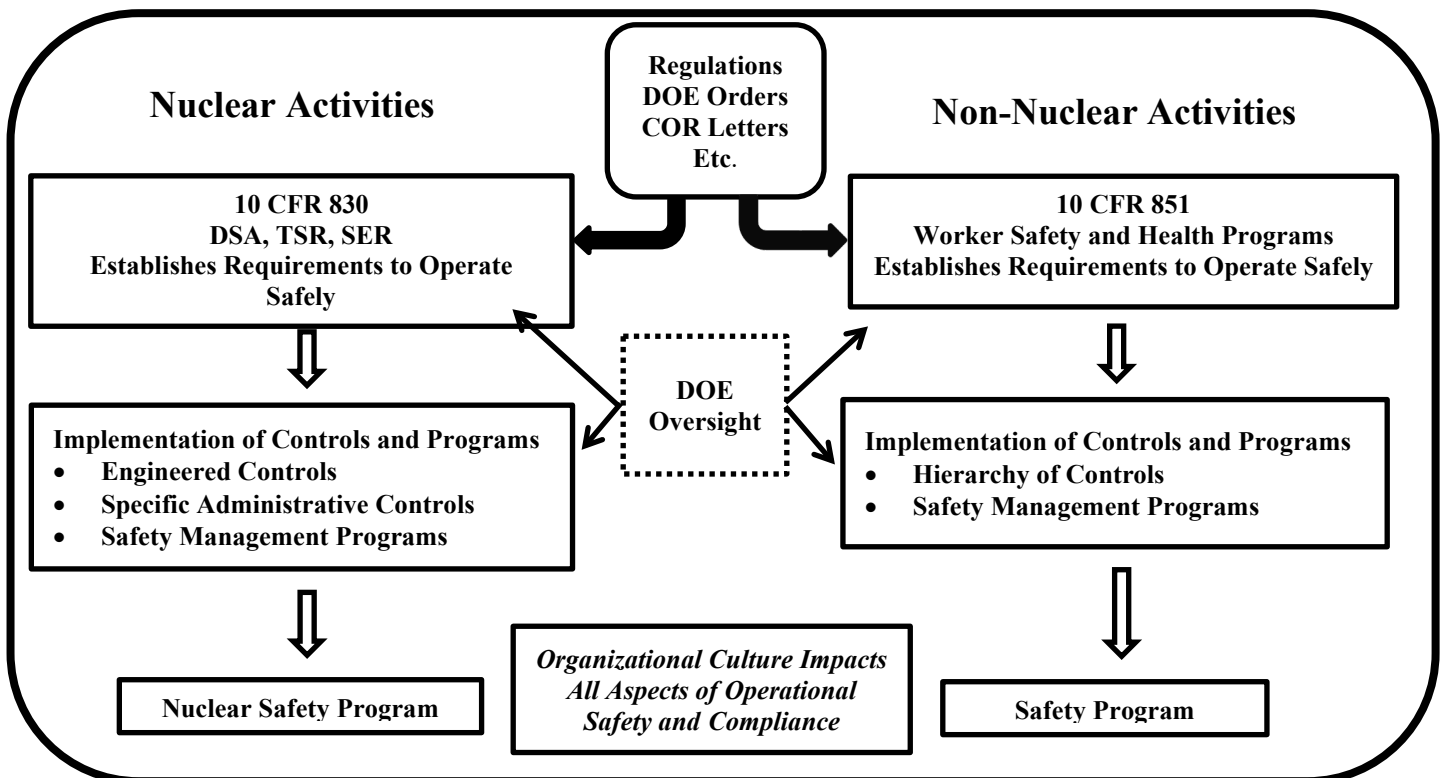 Regulations
DOE Orders
COR Letters
Etc.
Nuclear Activities
Non-Nuclear Activities
10 CFR 830
DSA, TSR, SER
Establishes Requirements to Operate
Safely
10 CFR 851
Worker Safety and Health Programs
Establishes Requirements to Operate Safely
DOE
Oversight
Implementation of Controls and Programs
• Engineered Controls
• Specific Administrative Controls
• Safety Management Programs
Implementation of Controls and Programs
• Hierarchy of Controls
• Safety Management Programs
Nuclear Safety Program
Organizational Culture Impacts
All Aspects of Operational
Safety and Compliance
Safety Program